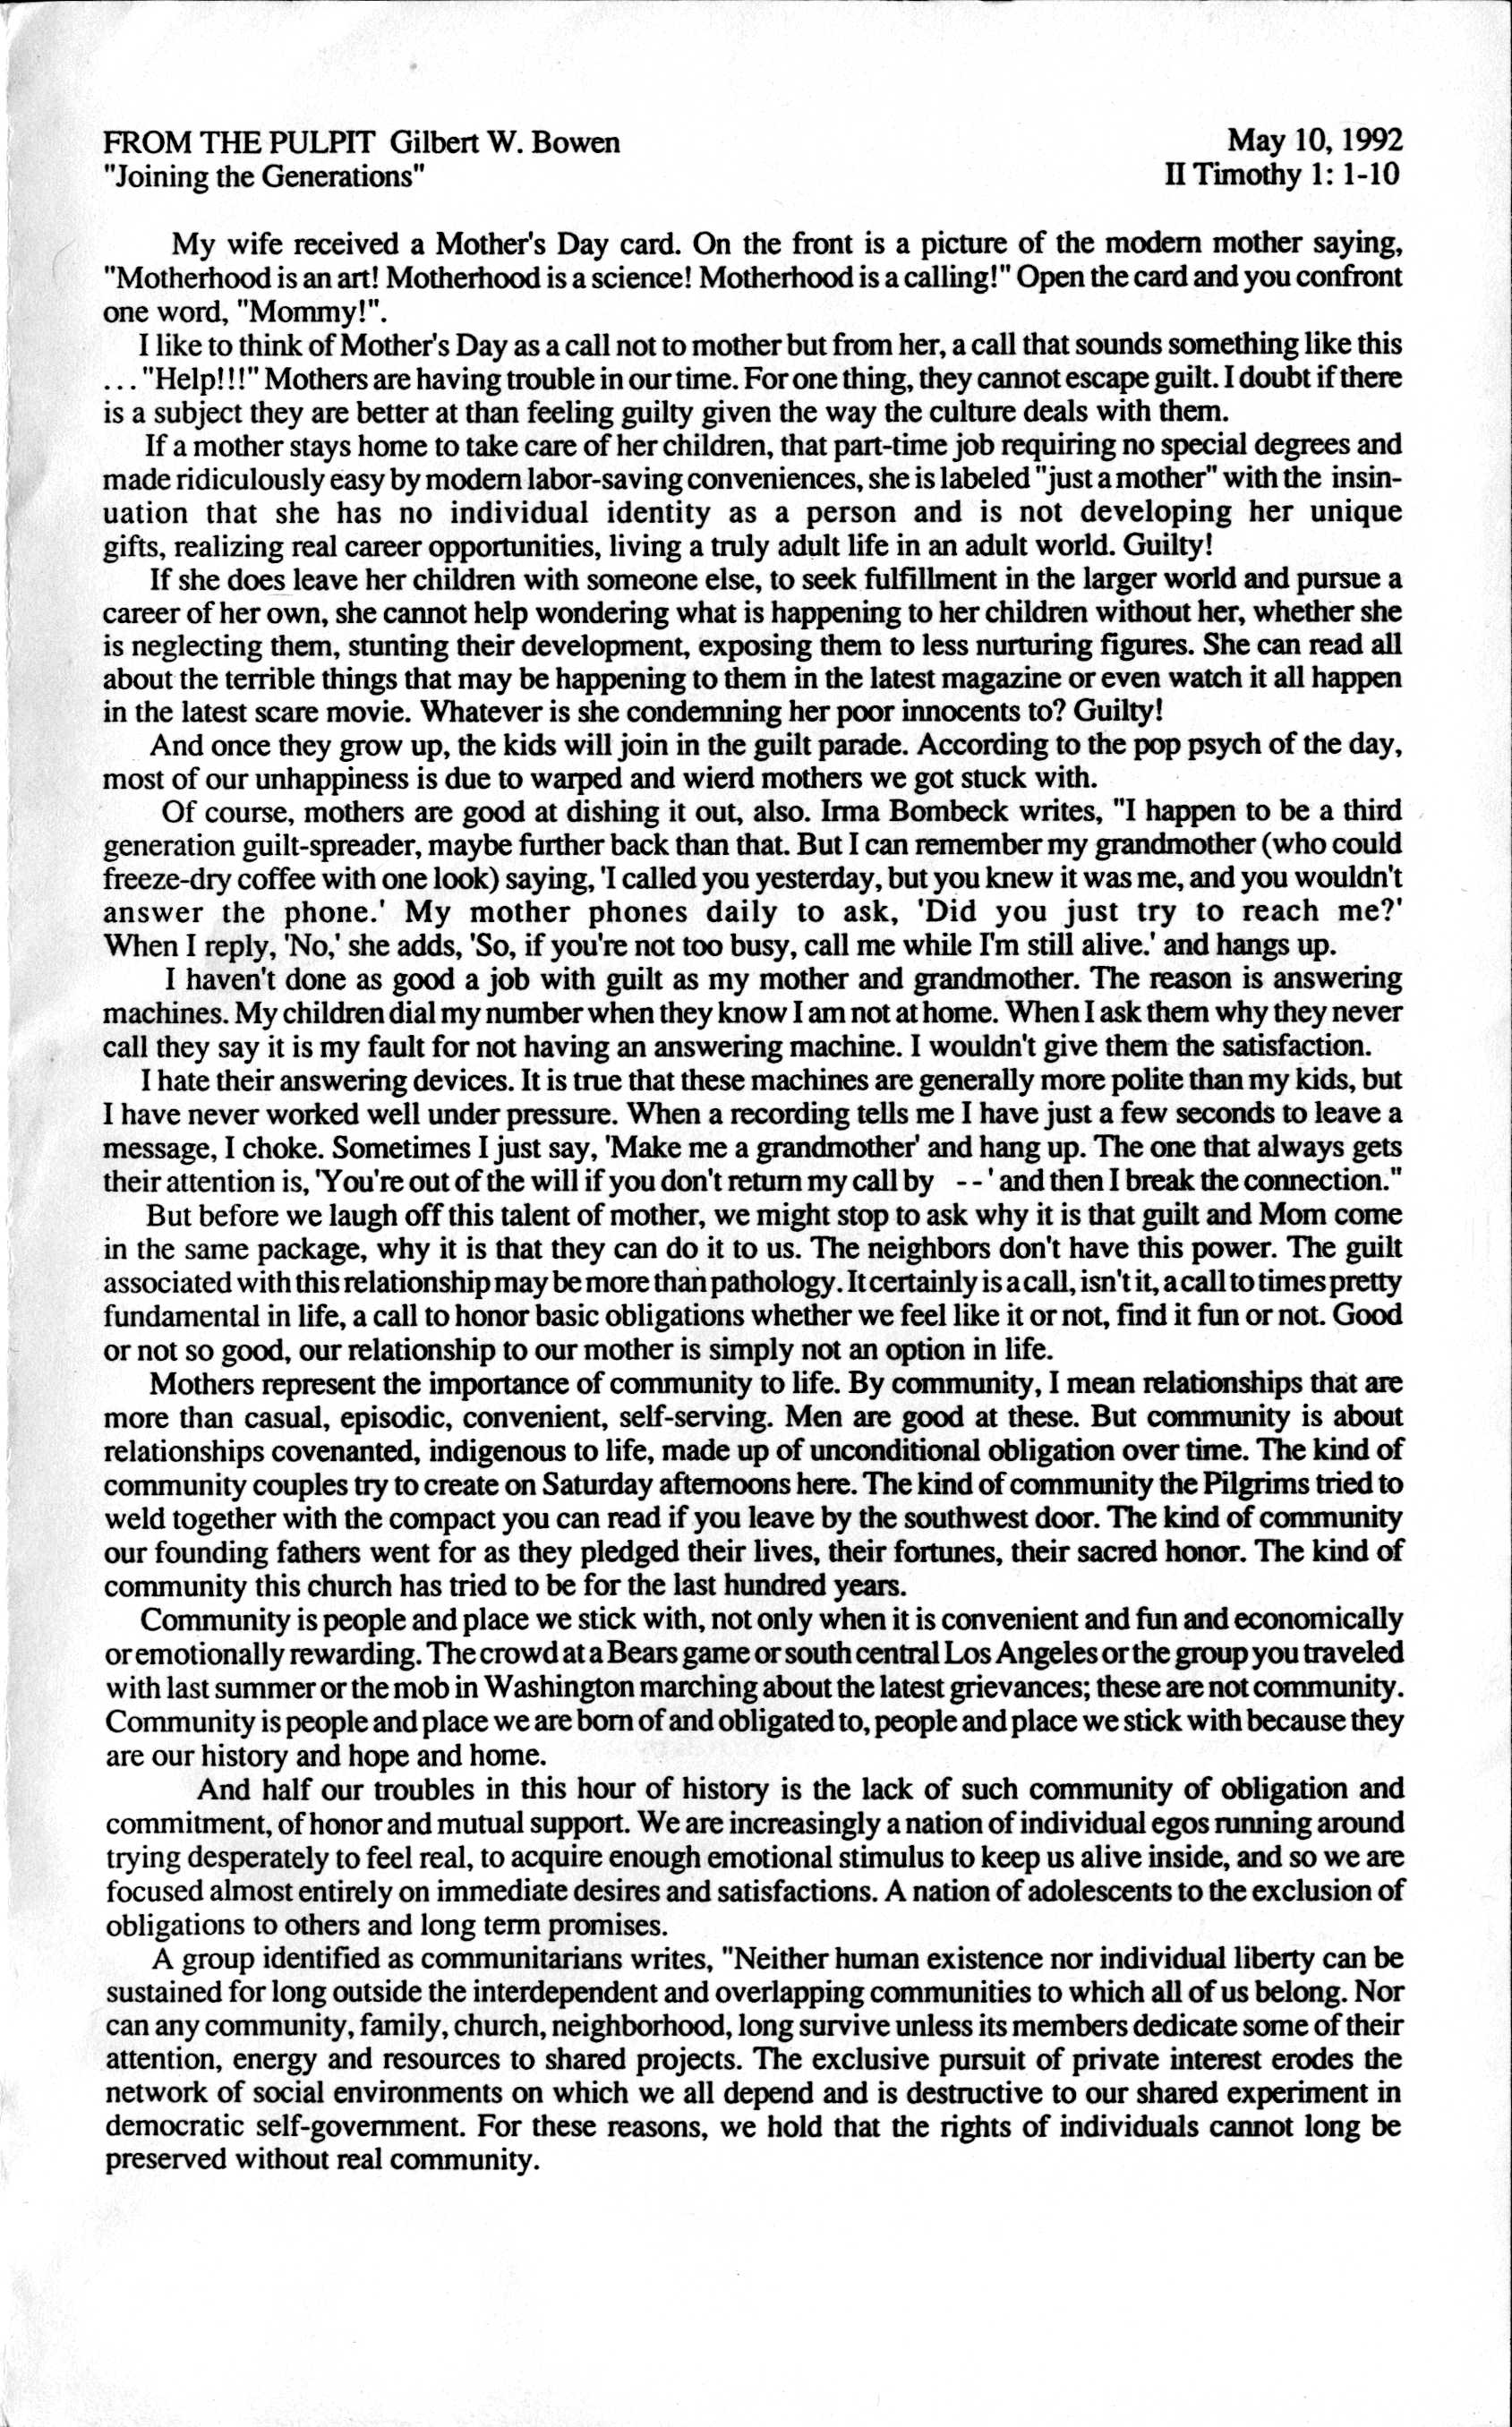 FROM THE PULPIT Gilbert W. Bowen May 10, 1992
"Joining the Generations" II Timothy 1: 1-10
My wife received a Mother's Day card. On the front is a picture of the modern mother saying,
"Motherhood is an art! Motherhood is a science! Motherhood is a calling!" Open the card and you confront
one word, "Mommy!".
I like to think of Mother's Day as a call not to mother but from her, a call that sounds something like this
. . . "Help!!!" Mothers are having trouble in our time. For one thing, they cannot escape guilt. I doubt if there
is a subject they are better at than feeling guilty given the way the culture deals with them.
If a mother stays home to take care of her children, that part-time job requiring no special degrees and
made ridiculously easy by modern labor-saving conveniences, she is labeled "just a mother" with the insin-
uation that she has no individual identity as a person and is not developing her unique
gifts, realizing real career opportunities, living a truly adult life in an adult world. Guilty!
If she does leave her children with someone else, to seek fulfillment in the larger world and pursue a
career of her own, she cannot help wondering what is happening to her children without her, whether she
is neglecting them, stunting their development, exposing them to less nurturing figures. She can read all
about the terrible things that may be happening to them in the latest magazine or even watch it all happen
in the latest scare movie. Whatever is she condemning her poor innocents to? Guilty!
And once they grow up, the kids will join in the guilt parade. According to the pop psych of the day,
most of our unhappiness is due to warped and wierd mothers we got stuck with.
Of course, mothers are good at dishing it out, also. Irma Bombeck writes, "I happen to be a third
generation guilt-spreader, maybe further back than that. But I can remember my grandmother (who could
freeze-dry coffee with one look) saying, 'I called you yesterday, but you knew it was me, and you wouldn't
answer the phone.' My mother phones daily to ask, 'Did you just try to reach me?'
When I reply, 'No,' she adds, 'So, if you're not too busy, call me while I'm still alive.' and hangs up.
I haven't done as good a job with guilt as my mother and grandmother. The reason is answering
machines. My children dial my number when they know I am not at home. When I ask them why they never
call they say it is my fault for not having an answering machine. I wouldn't give them the satisfaction.
I hate their answering devices. It is true that these machines are generally more polite than my kids, but
I have never worked well under pressure. When a recording tells me I have just a few seconds to leave a
message, I choke. Sometimes I just say, 'Make me a grandmother' and hang up. The one that always gets
their attention is, 'You're out of the will if you don't return my call by - - ' and then I break the connection."
But before we laugh off this talent of mother, we might stop to ask why it is that guilt and Mom come
in the same package, why it is that they can do it to us. The neighbors don't have this power. The guilt
associated with this relationship may be more than pathology. It certainly is a call, isn't it, a call to times pretty
fundamental in life, a call to honor basic obligations whether we feel like it or not, find it fun or not. Good
or not so good, our relationship to our mother is simply not an option in life.
Mothers represent the importance of community to life. By community, I mean relationships that are
more than casual, episodic, convenient, self-serving. Men are good at these. But community is about
relationships covenanted, indigenous to life, made up of unconditional obligation over time. The kind of
community couples try to create on Saturday afternoons here. The kind of community the Pilgrims tried to
weld together with the compact you can read if you leave by the southwest door. The kind of community
our founding fathers went for as they pledged their lives, their fortunes, their sacred honor. The kind of
community this church has tried to be for the last hundred years.
Community is people and place we stick with, not only when it is convenient and fun and economically
or emotionally rewarding. The crowd at a Bears game or south central Los Angeles or the group you traveled
with last summer or the mob in Washington marching about the latest grievances; these are not community.
Community is people and place we are born of and obligated to, people and place we stick with because they
are our history and hope and home.
And half our troubles in this hour of history is the lack of such community of obligation and
commitment, of honor and mutual support. We are increasingly a nation of individual egos running around
trying desperately to feel real, to acquire enough emotional stimulus to keep us alive inside, and so we are
focused almost entirely on immediate desires and satisfactions. A nation of adolescents to the exclusion of
obligations to others and long term promises.
A group identified as communitarians writes, "Neither human existence nor individual liberty can be
sustained for long outside the interdependent and overlapping communities to which all of us belong. Nor
can any community, family, church, neighborhood, long survive unless its members dedicate some of their
attention, energy and resources to shared projects. The exclusive pursuit of private interest erodes the
network of social environments on which we all depend and is destructive to our shared experiment in
democratic self-government. For these reasons, we hold that the rights of individuals cannot long be
preserved without real community.